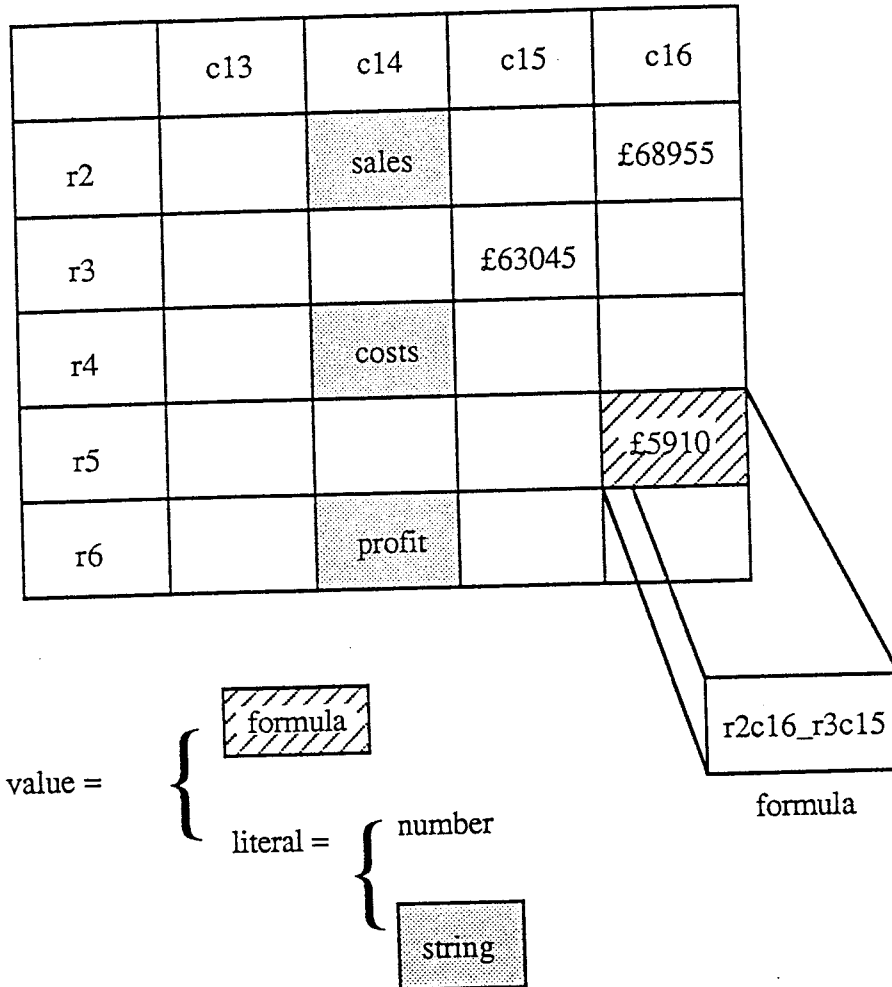 c13 c14 c15 c16
r2 sales £68955
r3 £63045
r4 costs
r5 £5910
r6 profit
formula
r2c16_r3c15
value =
formula
literal =
number
string